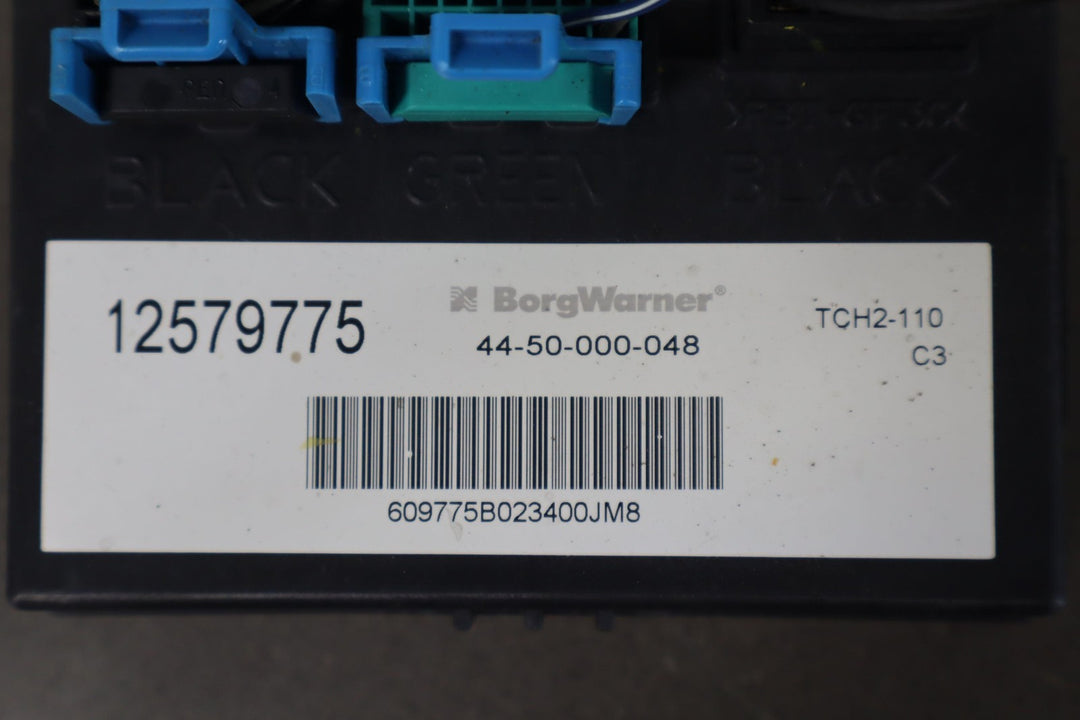 BLACK GREEN BLACK
12579775
BorgWarner®
44-50-000-048
TCH2-110
C3
609775B023400JM8